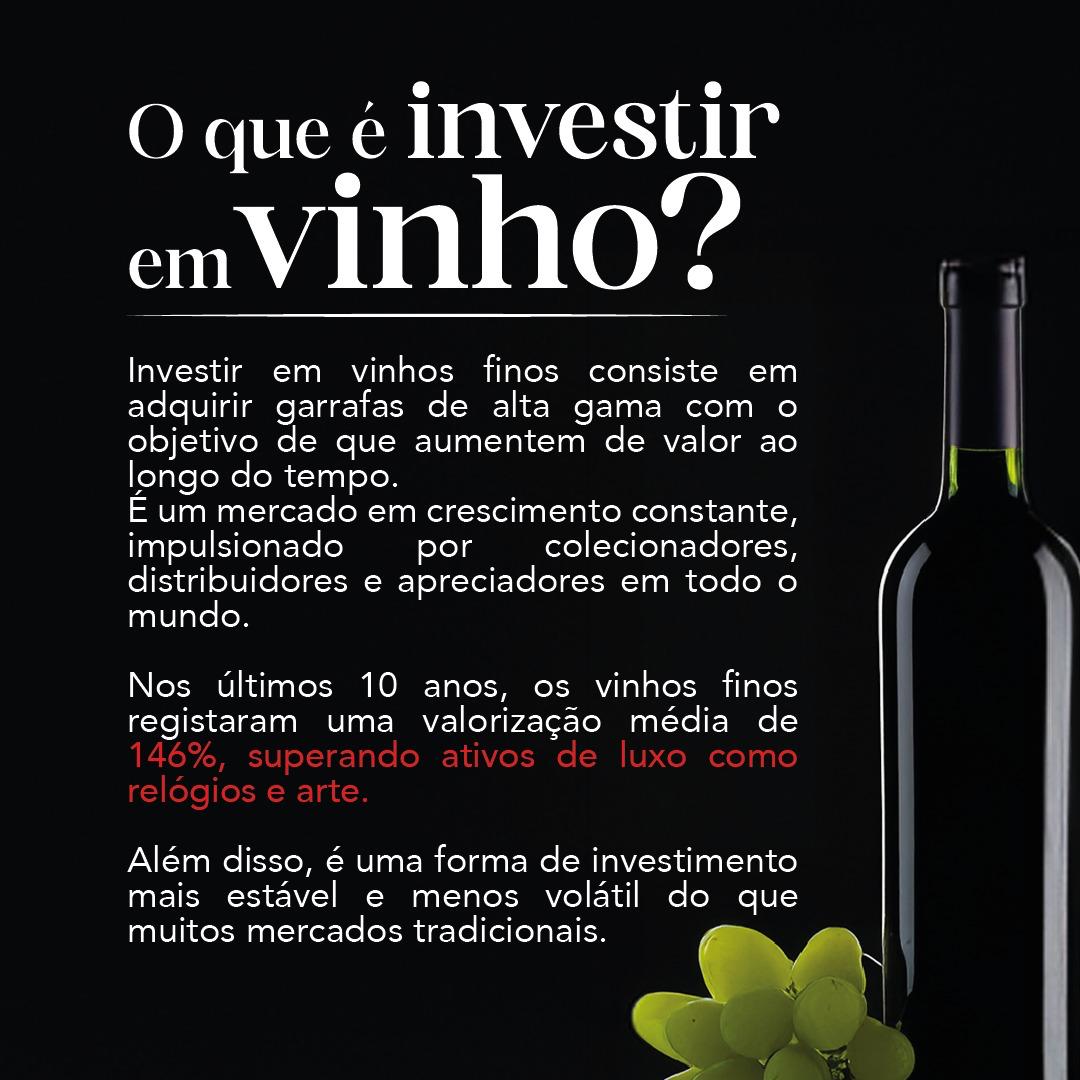 O que é investir
em vinho?
Investir em vinhos finos consiste em
adquirir garrafas de alta gama com o
objetivo de que aumentem de valor ao
longo do tempo.
É um mercado em crescimento constante,
impulsionado por colecionadores,
distribuidores e apreciadores em todo o
mundo.
Nos últimos 10 anos, os vinhos finos
registaram uma valorização média de
146%, superando ativos de luxo como
relógios e arte.
Além disso, é uma forma de investimento
mais estável e menos volátil do que
muitos mercados tradicionais.